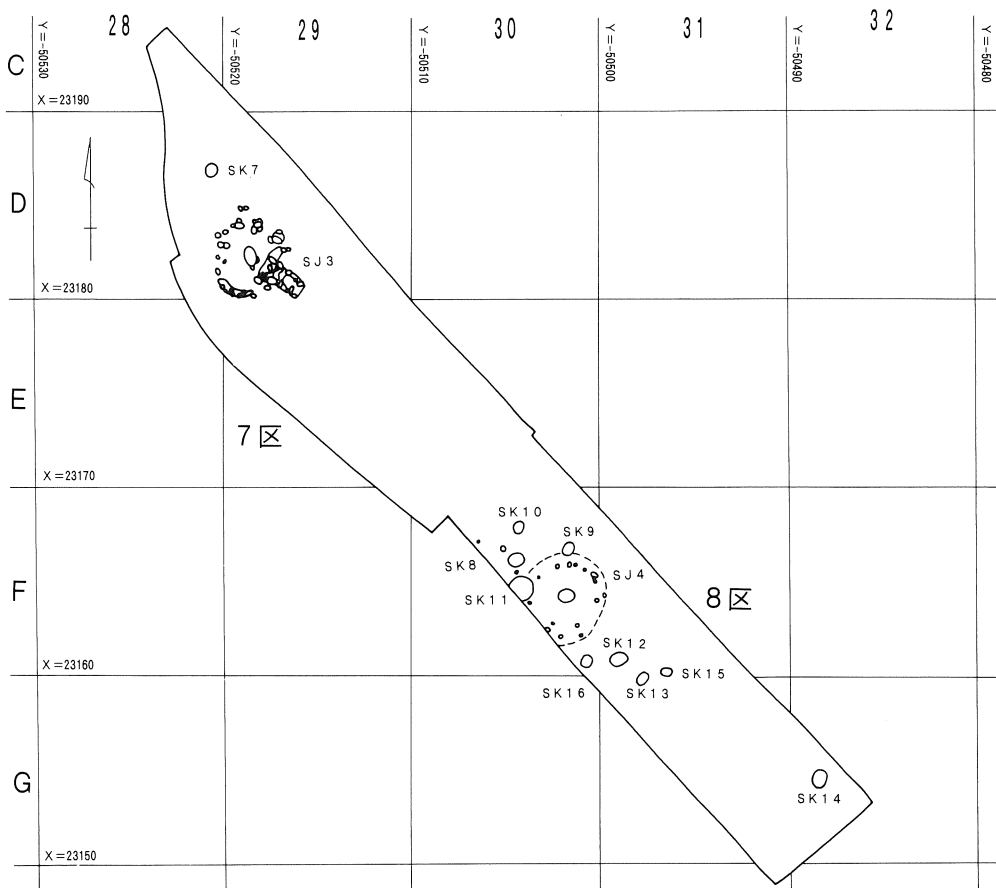 28 29 30 31 32
Y=-50530
Y=-50520
Y=-50510
Y=-50500
Y=-50490
Y=-50480
C
X=23190
SK7
D
SJ3
X=23180
E
7区
X=23170
SK10
SK9
SK8
SJ4
F
SK11
8区
SK12
X=23160
SK15
SK16
SK13
G
SK14
X=23150